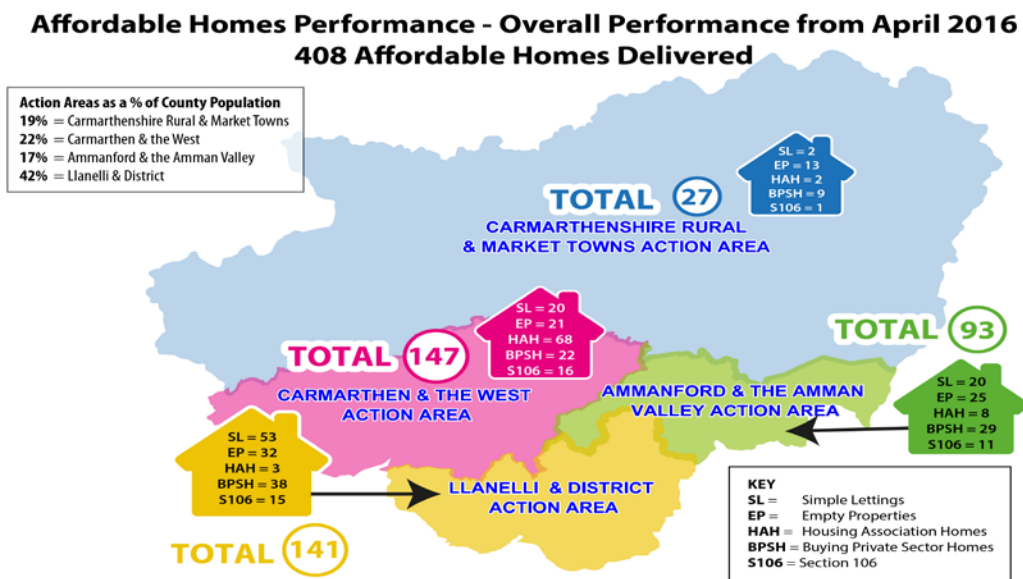 Affordable Homes Performance - Overall Performance from April 2016
408 Affordable Homes Delivered
Action Areas as a % of County Population
19% = Carmarthenshire Rural & Market Towns
22% = Carmarthen & the West
17% = Ammanford & the Amman Valley
42% = Llanelli & District
SL = 2
EP = 13
HAH = 2
BPSH = 9
S106 = 1
TOTAL 27
CARMARTHENSHIRE RURAL
& MARKET TOWNS ACTION AREA
SL = 20
EP = 21
HAH = 68
BPSH = 22
S106 = 16
TOTAL 147
CARMARTHEN & THE WEST
ACTION AREA
TOTAL 93
AMMANFORD & THE AMMAN
VALLEY ACTION AREA
SL = 20
EP = 25
HAH = 8
BPSH = 29
S106 = 11
SL = 53
EP = 32
HAH = 3
BPSH = 38
S106 = 15
LLANELLI & DISTRICT
ACTION AREA
TOTAL 141
KEY
SL = Simple Lettings
EP = Empty Properties
HAH = Housing Association Homes
BPSH = Buying Private Sector Homes
S106 = Section 106